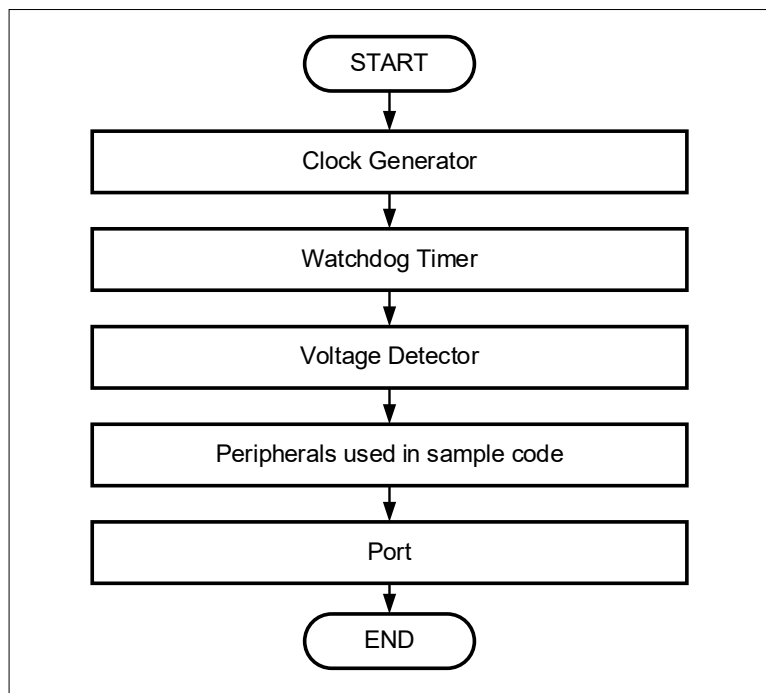 START
Clock Generator
Watchdog Timer
Voltage Detector
Peripherals used in sample code
Port
END